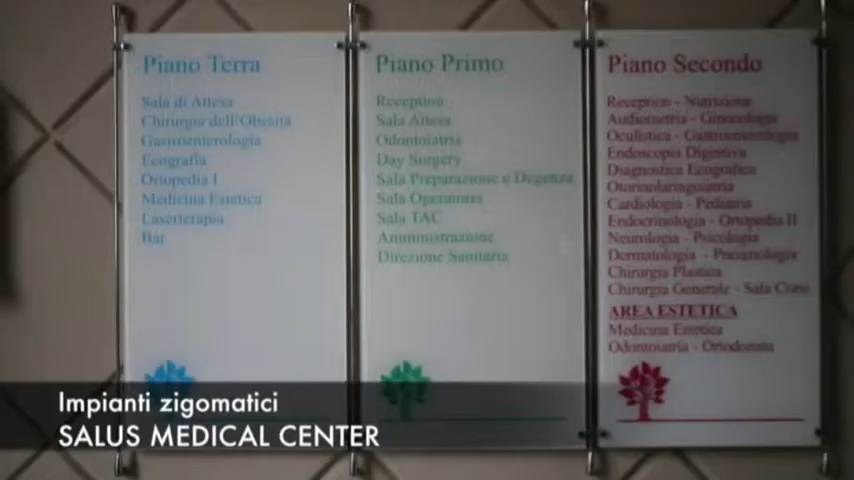 Piano Terra
Sala di Attesa
Chirurgia dell'Obesità
Gastroenterologia
Ecografia
Ortopedia I
Medicina Estetica
Laserterapia
Bar
Piano Primo
Reception
Sala Attesa
Odontoiatria
Day Surgery
Sala Preparazione e Degenza
Sala Operatoria
Sala TAC
Amministrazione
Direzione Sanitaria
Piano Secondo
Reception - Nutrizione
Audiometria - Ginecologia
Oculistica - Gastroenterologia
Endoscopia Digestiva
Diagnostica Ecografica
Otorinolaringoiatria
Cardiologia - Pediatria
Endocrinologia - Ortopedia II
Neurologia - Psicologia
Dermatologia - Pneumologia
Chirurgia Plastica
Chirurgia Generale - Sala Corsi
AREA ESTETICA
Medicina Estetica
Odontoiatria - Ortodonzia
Impianti zigomatici
SALUS MEDICAL CENTER